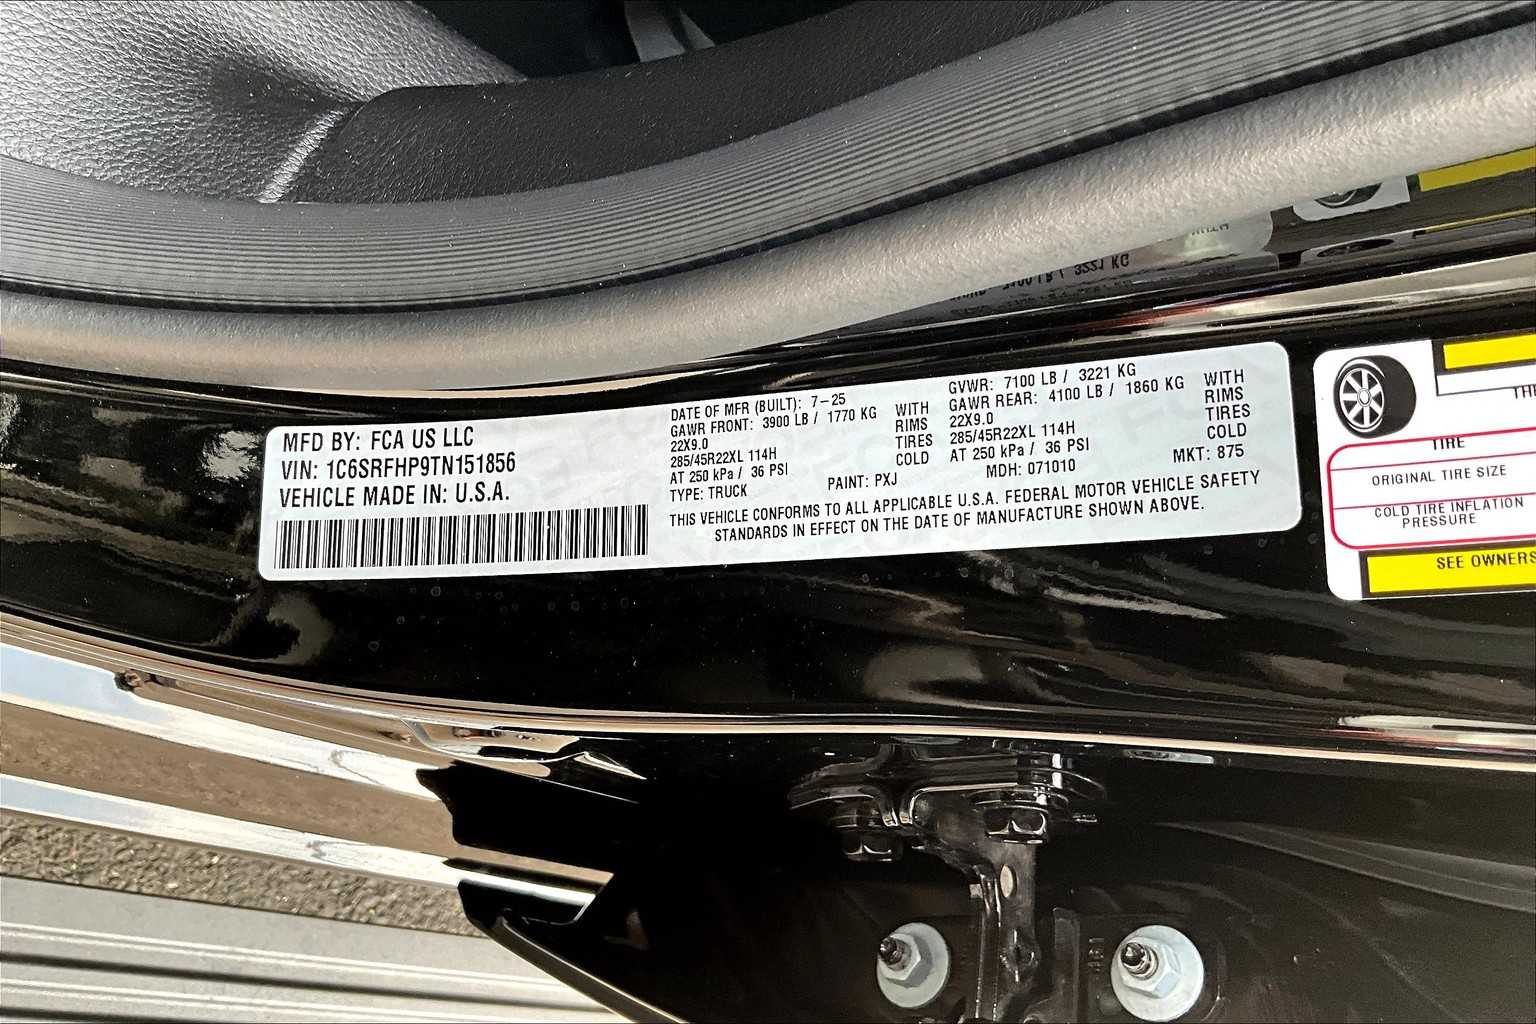 MFD BY: FCA US LLC
VIN: 1C6SRFHP9TN151856
VEHICLE MADE IN: U.S.A.
DATE OF MFR (BUILT): 7-25
GAWR FRONT: 3900 LB / 1770 KG WITH
22X9.0 RIMS
285/45R22XL 114H TIRES
AT 250 kPa / 36 PSI COLD
TYPE: TRUCK PAINT: PXJ
GVWR: 7100 LB / 3221 KG
GAWR REAR: 4100 LB / 1860 KG WITH
22X9.0 RIMS
285/45R22XL 114H TIRES
AT 250 kPa / 36 PSI COLD
MDH: 071010 MKT: 875
THIS VEHICLE CONFORMS TO ALL APPLICABLE U.S.A. FEDERAL MOTOR VEHICLE SAFETY
STANDARDS IN EFFECT ON THE DATE OF MANUFACTURE SHOWN ABOVE.
TIRE
ORIGINAL TIRE SIZE
COLD TIRE INFLATION
PRESSURE
SEE OWNERS